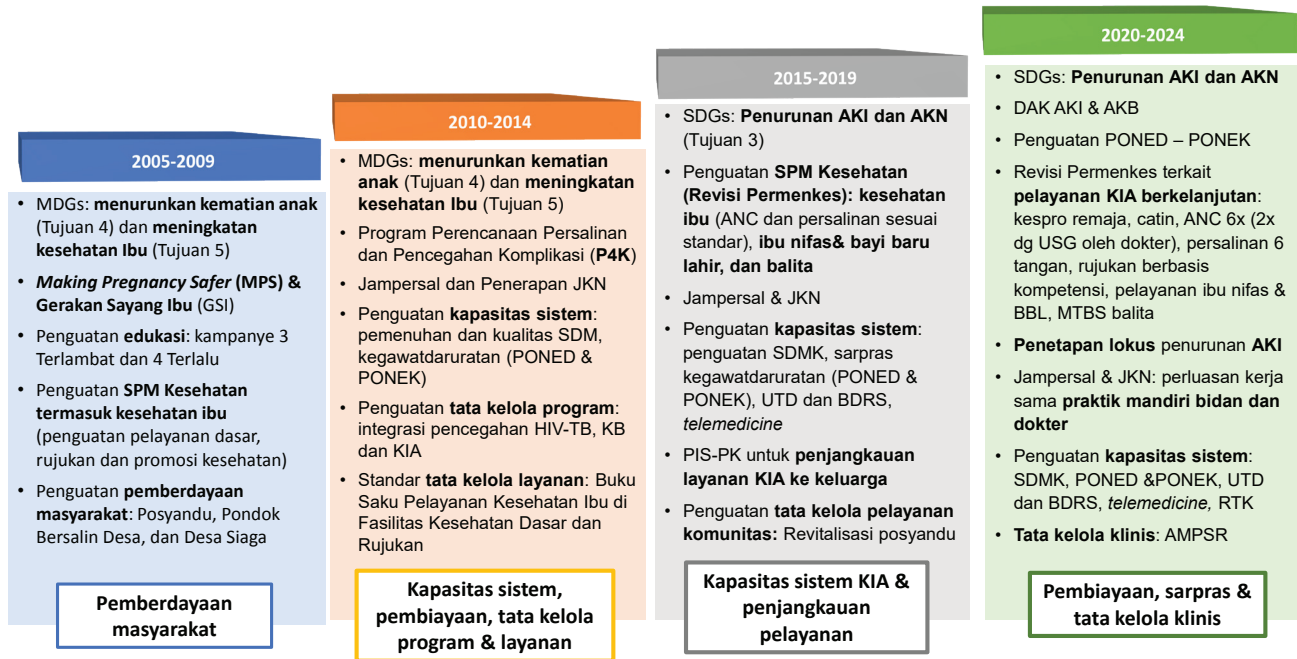 2005-2009
• MDGs: menurunkan kematian anak
(Tujuan 4) dan meningkatan
kesehatan Ibu (Tujuan 5)
• Making Pregnancy Safer (MPS) &
Gerakan Sayang Ibu (GSI)
• Penguatan edukasi: kampanye 3
Terlambat dan 4 Terlalu
• Penguatan SPM Kesehatan
termasuk kesehatan ibu
(penguatan pelayanan dasar,
rujukan dan promosi kesehatan)
• Penguatan pemberdayaan
masyarakat: Posyandu, Pondok
Bersalin Desa, dan Desa Siaga
Pemberdayaan
masyarakat
2010-2014
• MDGs: menurunkan kematian
anak (Tujuan 4) dan meningkatan
kesehatan Ibu (Tujuan 5)
• Program Perencanaan Persalinan
dan Pencegahan Komplikasi (P4K)
• Jampersal dan Penerapan JKN
• Penguatan kapasitas sistem:
pemenuhan dan kualitas SDM,
kegawatdaruratan (PONED &
PONEK)
• Penguatan tata kelola program:
integrasi pencegahan HIV-TB, KB
dan KIA
• Standar tata kelola layanan: Buku
Saku Pelayanan Kesehatan Ibu di
Fasilitas Kesehatan Dasar dan
Rujukan
Kapasitas sistem,
pembiayaan, tata kelola
program & layanan
2015-2019
• SDGs: Penurunan AKI dan AKN
(Tujuan 3)
• Penguatan SPM Kesehatan
(Revisi Permenkes): kesehatan
ibu (ANC dan persalinan sesuai
standar), ibu nifas& bayi baru
lahir, dan balita
• Jampersal & JKN
• Penguatan kapasitas sistem:
penguatan SDMK, sarpras
kegawatdaruratan (PONED &
PONEK), UTD dan BDRS,
telemedicine
• PIS-PK untuk penjangkauan
layanan KIA ke keluarga
• Penguatan tata kelola pelayanan
komunitas: Revitalisasi posyandu
Kapasitas sistem KIA &
penjangkauan
pelayanan
2020-2024
• SDGs: Penurunan AKI dan AKN
• DAK AKI & AKB
• Penguatan PONED – PONEK
• Revisi Permenkes terkait
pelayanan KIA berkelanjutan:
kespro remaja, catin, ANC 6x (2x
dg USG oleh dokter), persalinan 6
tangan, rujukan berbasis
kompetensi, pelayanan ibu nifas &
BBL, MTBS balita
• Penetapan lokus penurunan AKI
• Jampersal & JKN: perluasan kerja
sama praktik mandiri bidan dan
dokter
• Penguatan kapasitas sistem:
SDMK, PONED &PONEK, UTD
dan BDRS, telemedicine, RTK
• Tata kelola klinis: AMPSR
Pembiayaan, sarpras &
tata kelola klinis